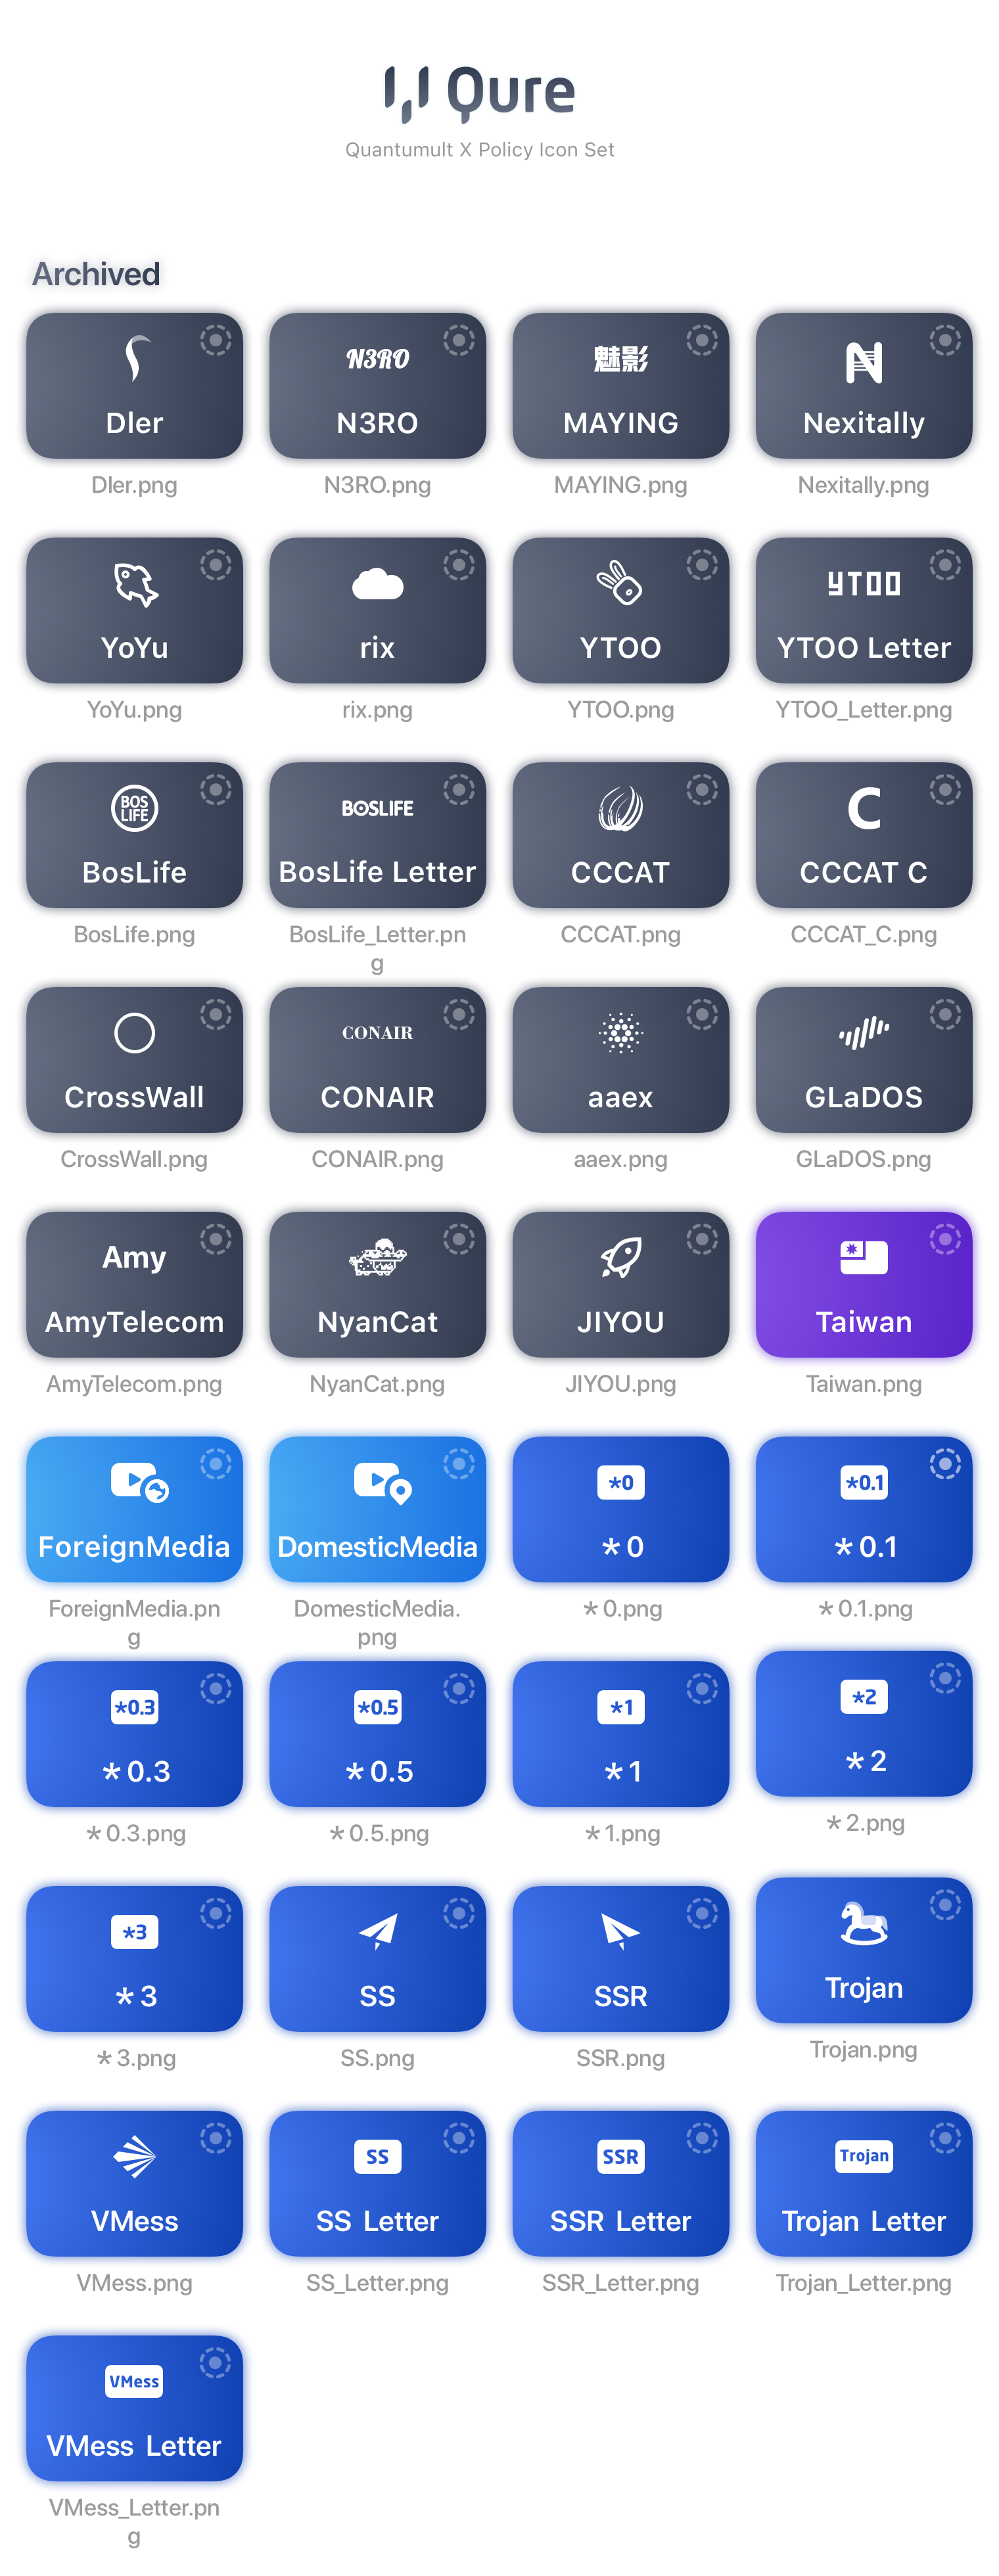 Qure
Quantumult X Policy Icon Set
Archived
Dler
Dler.png
N3RO
N3RO
N3RO.png
魅影
MAYING
MAYING.png
N
Nexitally
Nexitally.png
YoYu
YoYu.png
rix
rix.png
YTOO
YTOO.png
YTOO
YTOO Letter
YTOO_Letter.png
BOS
LIFE
BosLife
BosLife.png
BOSLIFE
BosLife Letter
BosLife_Letter.pn
g
CCCAT
CCCAT.png
C
CCCAT C
CCCAT_C.png
CrossWall
CrossWall.png
CONAIR
CONAIR
CONAIR.png
aaex
aaex.png
GLaDOS
GLaDOS.png
Amy
AmyTelecom
AmyTelecom.png
NyanCat
NyanCat.png
JIYOU
JIYOU.png
Taiwan
Taiwan.png
ForeignMedia
ForeignMedia.pn
g
DomesticMedia
DomesticMedia.
png
*0
*0
*0.png
*0.1
*0.1
*0.1.png
*0.3
*0.3
*0.3.png
*0.5
*0.5
*0.5.png
*1
*1
*1.png
*2
*2
*2.png
*3
*3
*3.png
SS
SS.png
SSR
SSR.png
Trojan
Trojan.png
VMess
VMess.png
SS
SS Letter
SS_Letter.png
SSR
SSR Letter
SSR_Letter.png
Trojan
Trojan Letter
Trojan_Letter.png
VMess
VMess Letter
VMess_Letter.pn
g